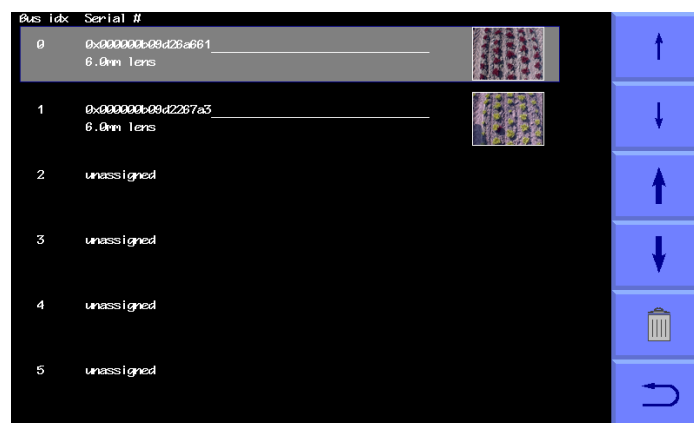 Bus idx Serial #
0 0x000000b09d26a661
6.0mm lens
1 0x000000b09d2267a3
6.0mm lens
2 unassigned
3 unassigned
4 unassigned
5 unassigned